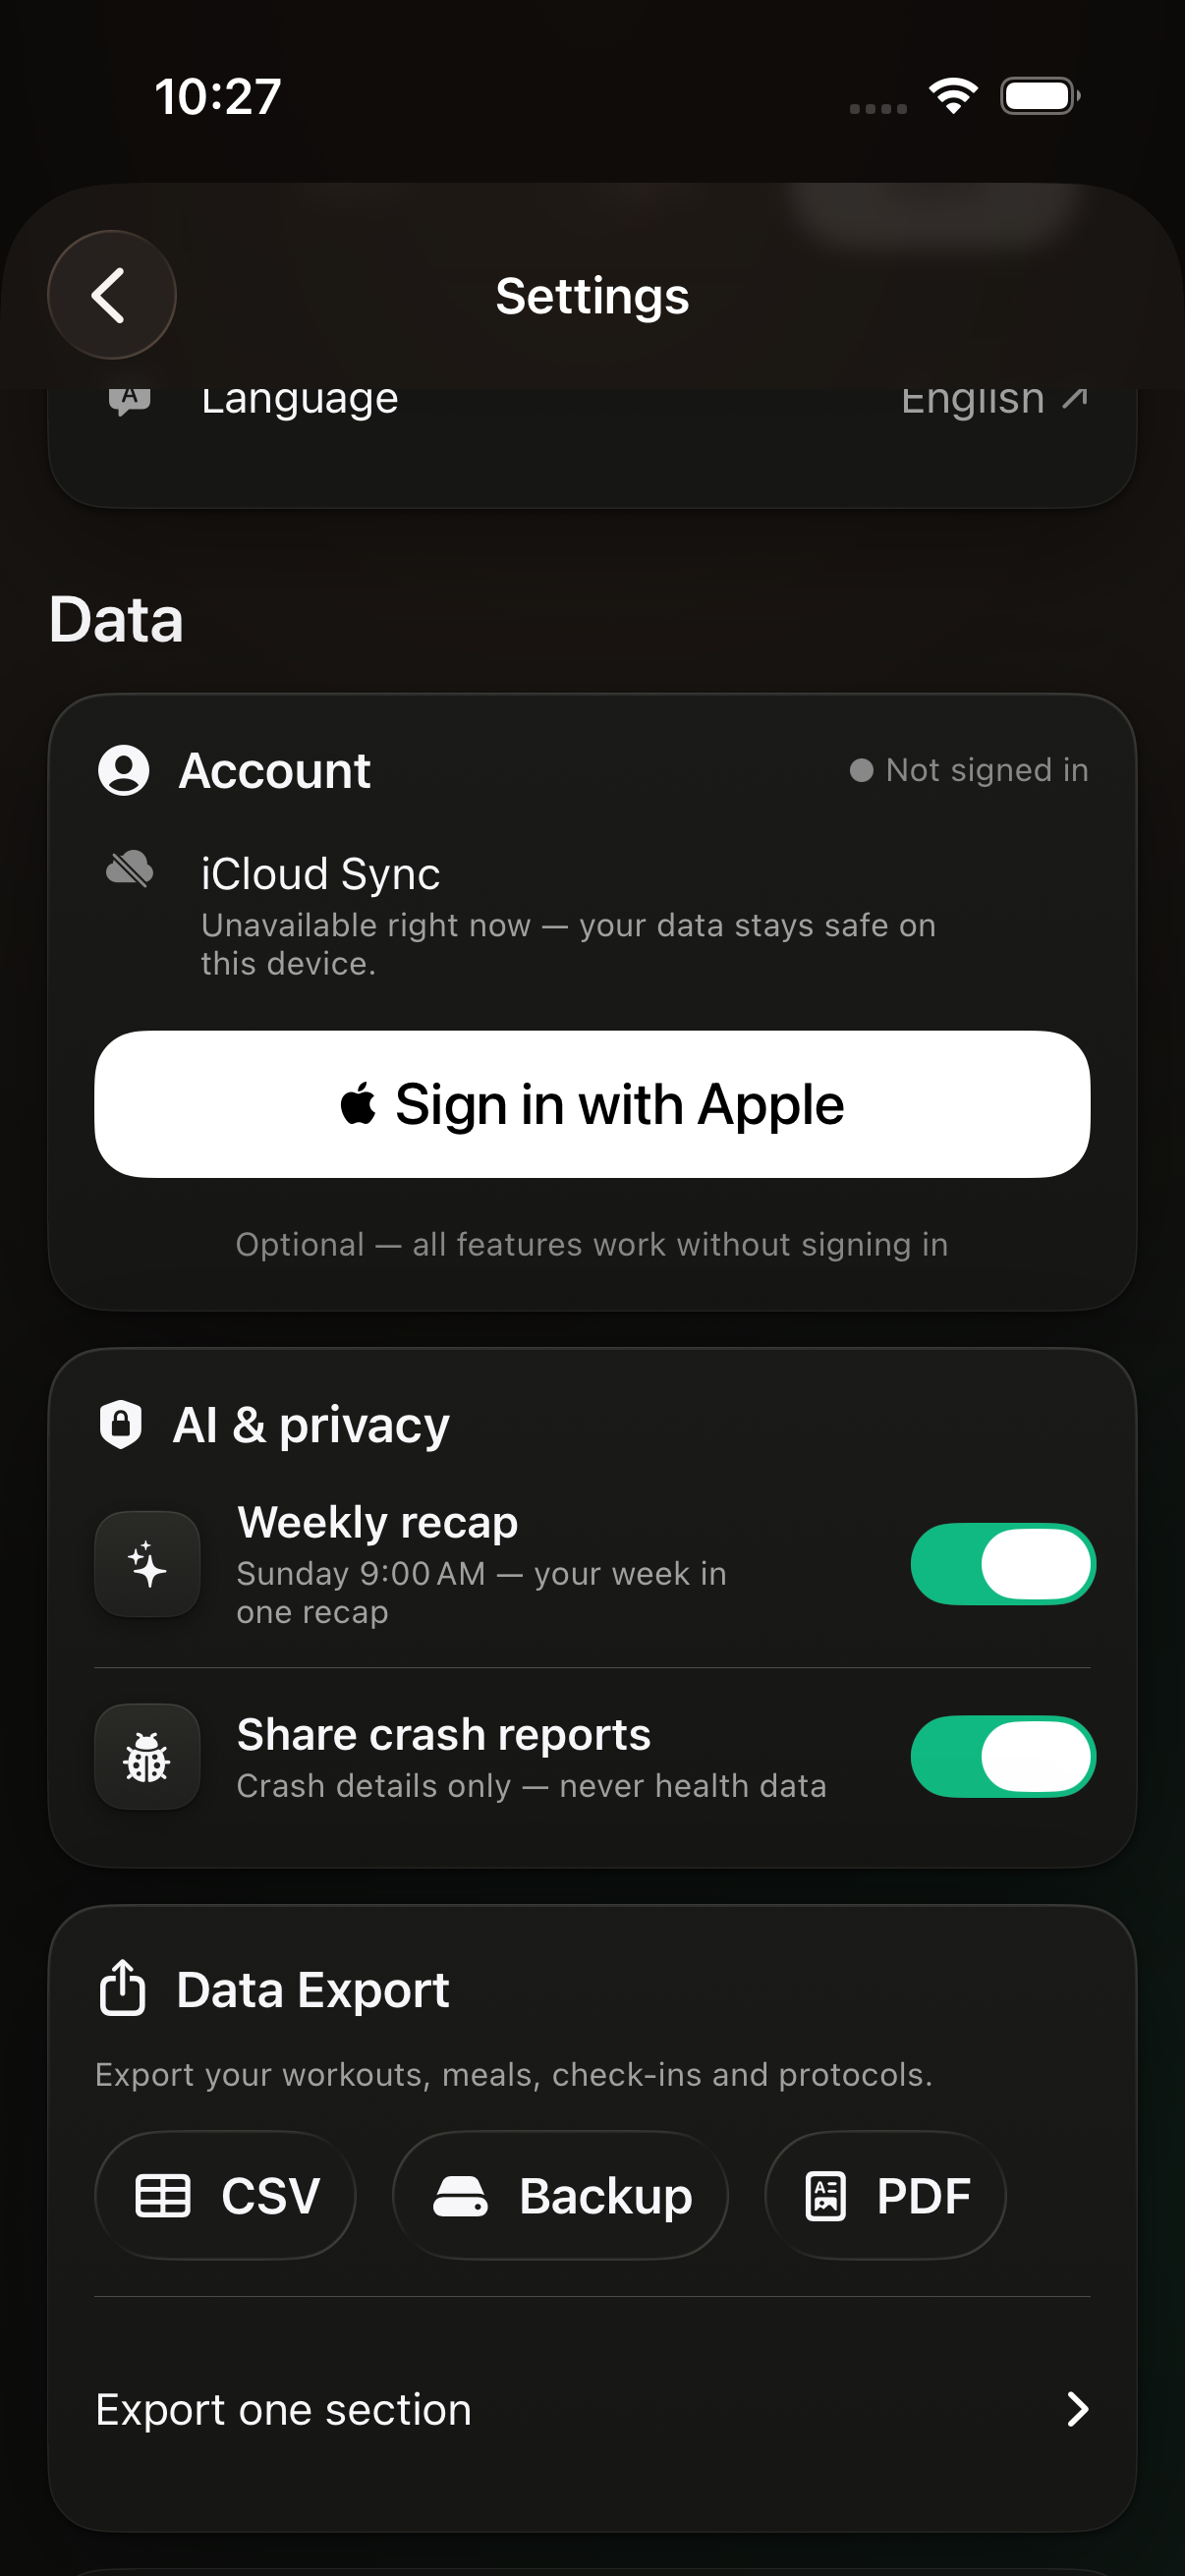 10:27
Settings
Language
English
Data
Account
Not signed in
iCloud Sync
Unavailable right now — your data stays safe on
this device.
Sign in with Apple
Optional — all features work without signing in
AI & privacy
Weekly recap
Sunday 9:00 AM — your week in
one recap
Share crash reports
Crash details only — never health data
Data Export
Export your workouts, meals, check-ins and protocols.
CSV
Backup
PDF
Export one section